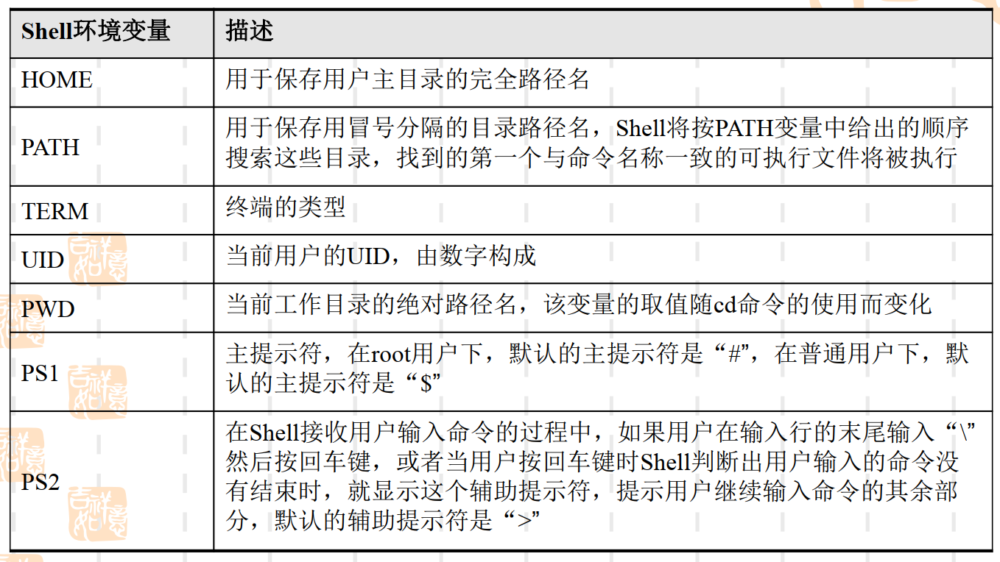 Shell环境变量 描述
HOME 用于保存用户主目录的完全路径名
PATH 用于保存用冒号分隔的目录路径名，Shell将按PATH变量中给出的顺序
搜索这些目录，找到的第一个与命令名称一致的可执行文件将被执行
TERM 终端的类型
UID 当前用户的UID，由数字构成
PWD 当前工作目录的绝对路径名，该变量的取值随cd命令的使用而变化
PS1 主提示符，在root用户下，默认的主提示符是“#”，在普通用户下，默
认的主提示符是“$”
PS2 在Shell接收用户输入命令的过程中，如果用户在输入行的末尾输入“\”
然后按回车键，或者当用户按回车键时Shell判断出用户输入的命令没
有结束时，就显示这个辅助提示符，提示用户继续输入命令的其余部
分，默认的辅助提示符是“>”
吉祥如意
吉祥如意
吉祥如意